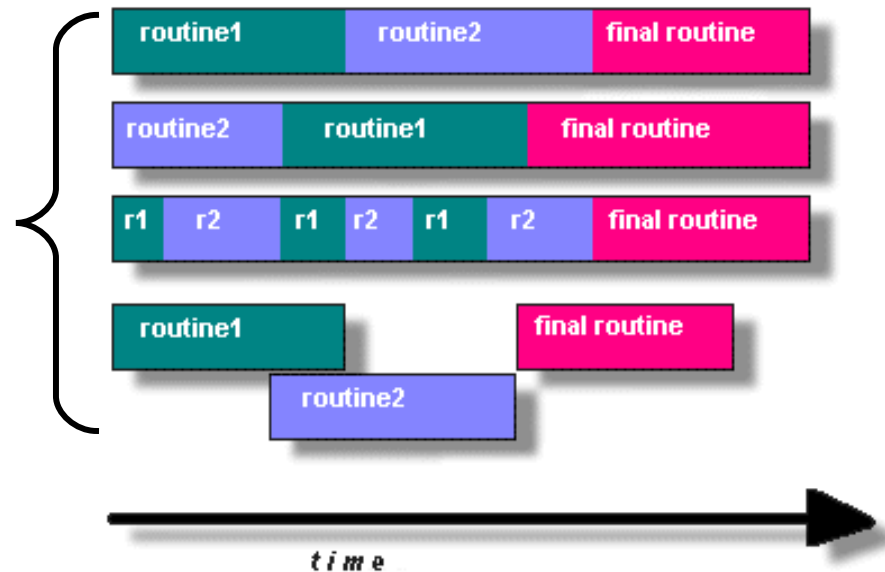 routine1 routine2 final routine
routine2 routine1 final routine
r1 r2 r1 r2 r1 r2 final routine
routine1 final routine
routine2
time